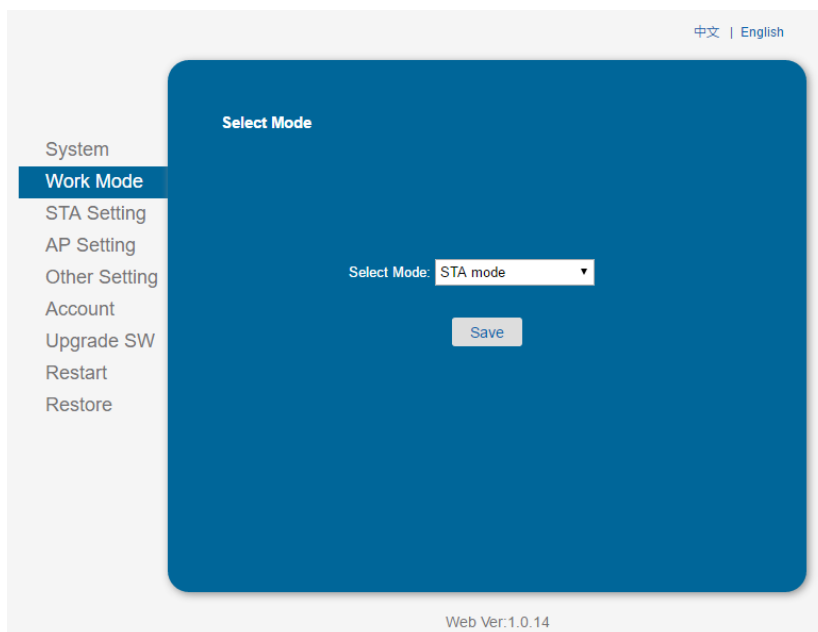 中文 | English
Select Mode
System
Work Mode
STA Setting
AP Setting
Other Setting
Account
Upgrade SW
Restart
Restore
Select Mode: STA mode
Save
Web Ver:1.0.14